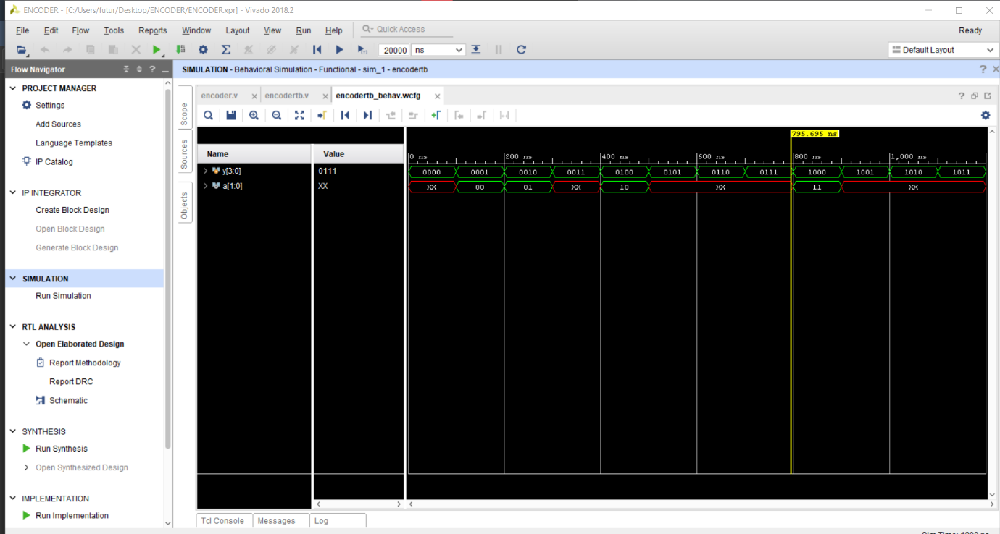 ENCODER - [C:/Users/futur/Desktop/ENCODER/ENCODER.xpr] - Vivado 2018.2
File Edit Flow Tools Reports Window Layout View Run Help Quick Access Ready
20000 ns Default Layout
Flow Navigator
SIMULATION - Behavioral Simulation - Functional - sim_1 - encodertb
PROJECT MANAGER
Settings
Add Sources
Language Templates
IP Catalog
IP INTEGRATOR
Create Block Design
Open Block Design
Generate Block Design
SIMULATION
Run Simulation
RTL ANALYSIS
Open Elaborated Design
Report Methodology
Report DRC
Schematic
SYNTHESIS
Run Synthesis
Open Synthesized Design
IMPLEMENTATION
Run Implementation
Scope
Sources
Objects
encoder.v encodertb.v encodertb_behav.wcfg
795.695 ns
Name Value
0 ns 200 ns 400 ns 600 ns 800 ns 1,000 ns
y[3:0] 0111 0000 0001 0010 0011 0100 0101 0110 0111 1000 1001 1010 1011
a[1:0] XX XX 00 01 XX 10 XX 11 XX
Tcl Console Messages Log